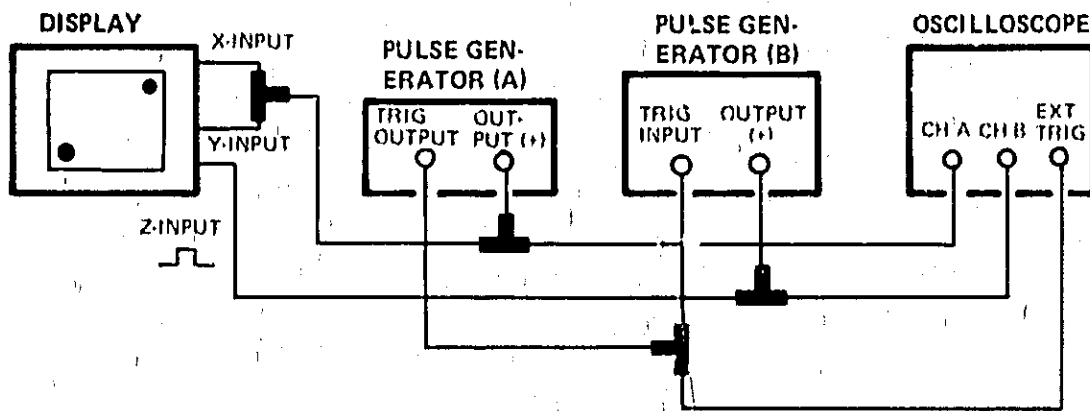 DISPLAY
X-INPUT
Y-INPUT
Z-INPUT
PULSE GEN-
ERATOR (A)
TRIG
OUTPUT
OUT-
PUT (+)
PULSE GEN-
ERATOR (B)
TRIG
INPUT
OUTPUT
(+)
OSCILLOSCOPE
CH A
CH B
EXT
TRIG